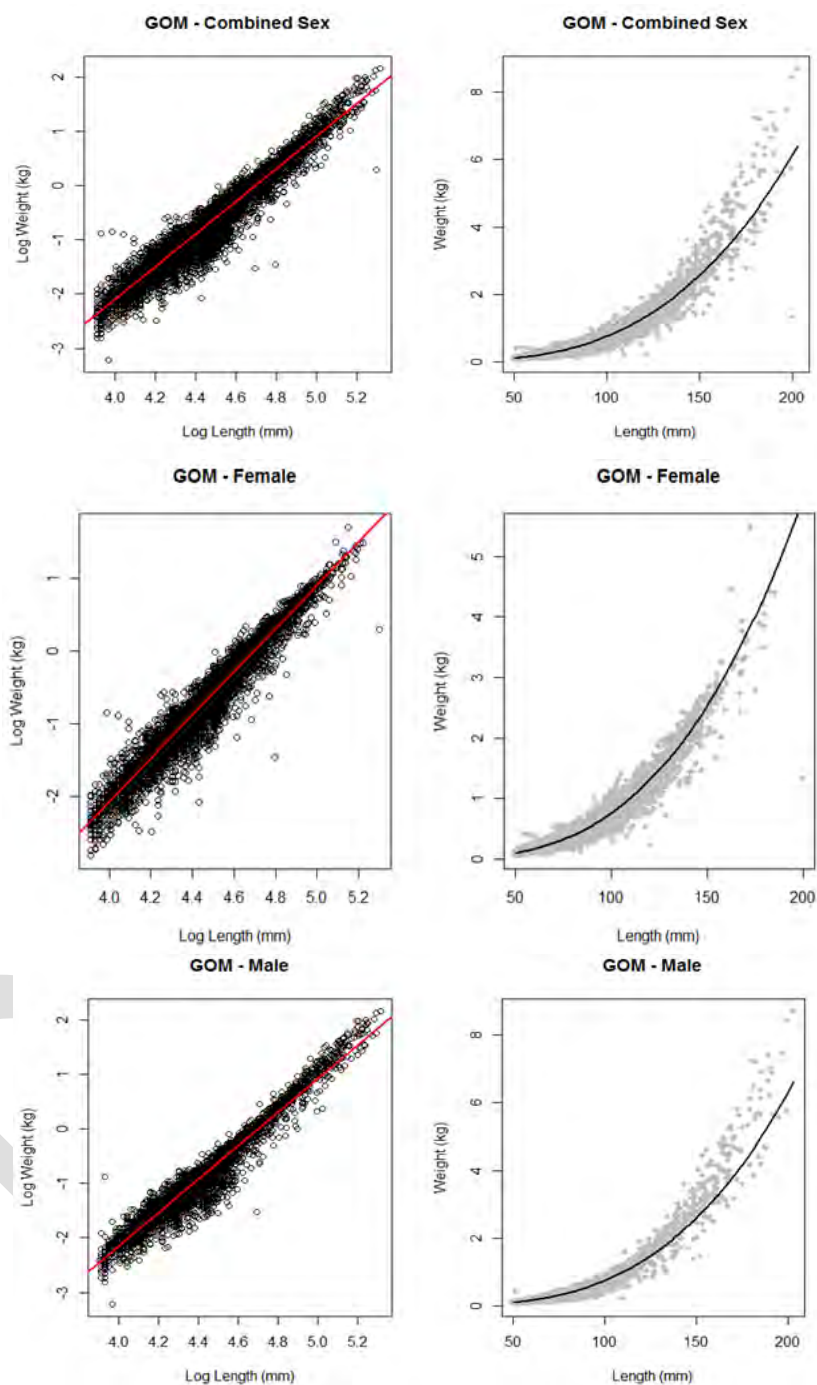 GOM - Combined Sex
GOM - Combined Sex
Log Weight (kg)
2
1
0
-1
-2
-3
4.0 4.2 4.4 4.6 4.8 5.0 5.2
Log Length (mm)
Weight (kg)
8
6
4
2
0
50 100 150 200
Length (mm)
GOM - Female
GOM - Female
Log Weight (kg)
1
0
-1
-2
4.0 4.2 4.4 4.6 4.8 5.0 5.2
Log Length (mm)
Weight (kg)
5
4
3
2
1
0
50 100 150 200
Length (mm)
GOM - Male
GOM - Male
Log Weight (kg)
2
1
0
-1
-2
-3
4.0 4.2 4.4 4.6 4.8 5.0 5.2
Log Length (mm)
Weight (kg)
8
6
4
2
0
50 100 150 200
Length (mm)